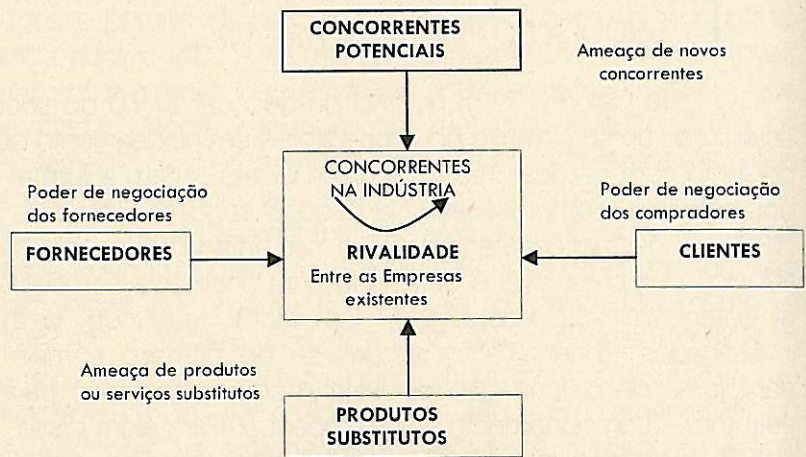 CONCORRENTES
POTENCIAIS
Ameaça de novos
concorrentes
CONCORRENTES
NA INDÚSTRIA
Poder de negociação
dos fornecedores
Poder de negociação
dos compradores
FORNECEDORES
RIVALIDADE
Entre as Empresas
existentes
CLIENTES
Ameaça de produtos
ou serviços substitutos
PRODUTOS
SUBSTITUTOS